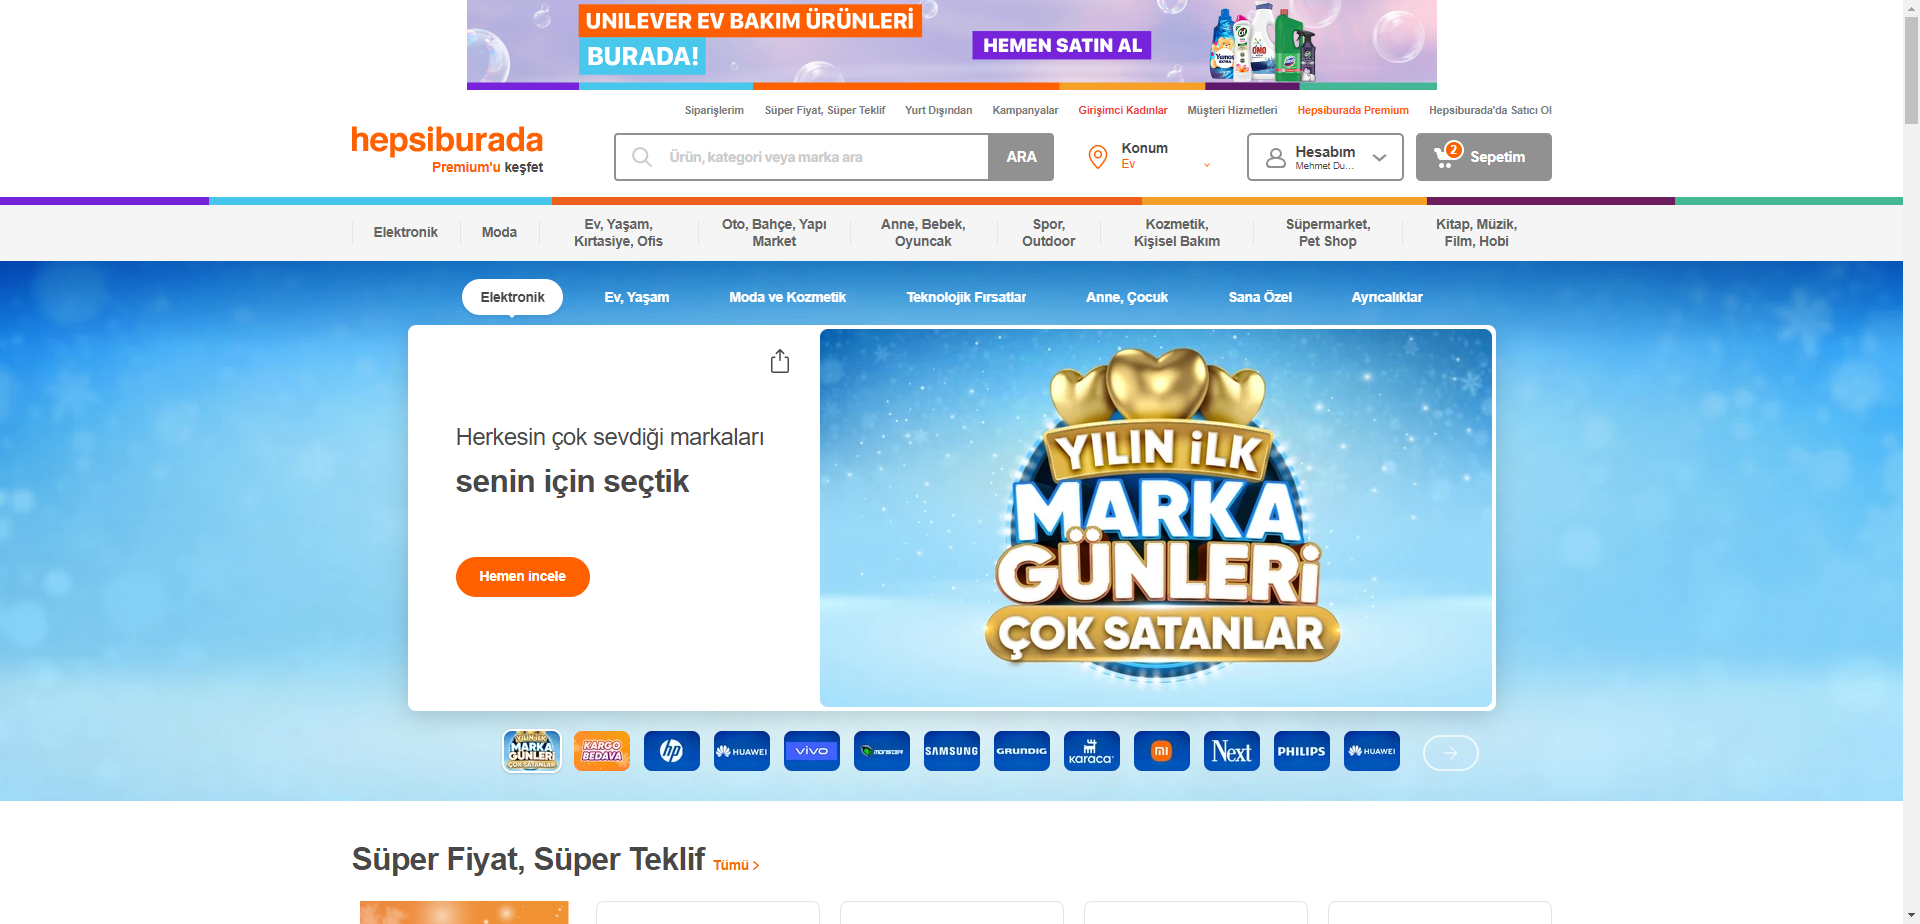 UNILEVER EV BAKIM ÜRÜNLERİ
BURADA!
HEMEN SATIN AL
Siparişlerim
Süper Fiyat, Süper Teklif
Yurt Dışından
Kampanyalar
Girişimci Kadınlar
Müşteri Hizmetleri
Hepsiburada Premium
Hepsiburada'da Satıcı Ol
hepsiburada
Premium'u keşfet
Ürün, kategori veya marka ara
ARA
Konum
Ev
Hesabım
Mehmet Du...
2
Sepetim
Elektronik
Moda
Ev, Yaşam,
Kırtasiye, Ofis
Oto, Bahçe, Yapı
Market
Anne, Bebek,
Oyuncak
Spor,
Outdoor
Kozmetik,
Kişisel Bakım
Süpermarket,
Pet Shop
Kitap, Müzik,
Film, Hobi
Elektronik
Ev, Yaşam
Moda ve Kozmetik
Teknolojik Fırsatlar
Anne, Çocuk
Sana Özel
Ayrıcalıklar
Herkesin çok sevdiği markaları
senin için seçtik
Hemen incele
YILIN İLK
MARKA
GÜNLERİ
ÇOK SATANLAR
YILIN İLK
MARKA
GÜNLERİ
ÇOK SATANLAR
KARGO
BEDAVA
hp
HUAWEI
vivo
MONSTER
SAMSUNG
GRUNDIG
karaca
mi
Next
PHILIPS
HUAWEI
Süper Fiyat, Süper Teklif
Tümü >